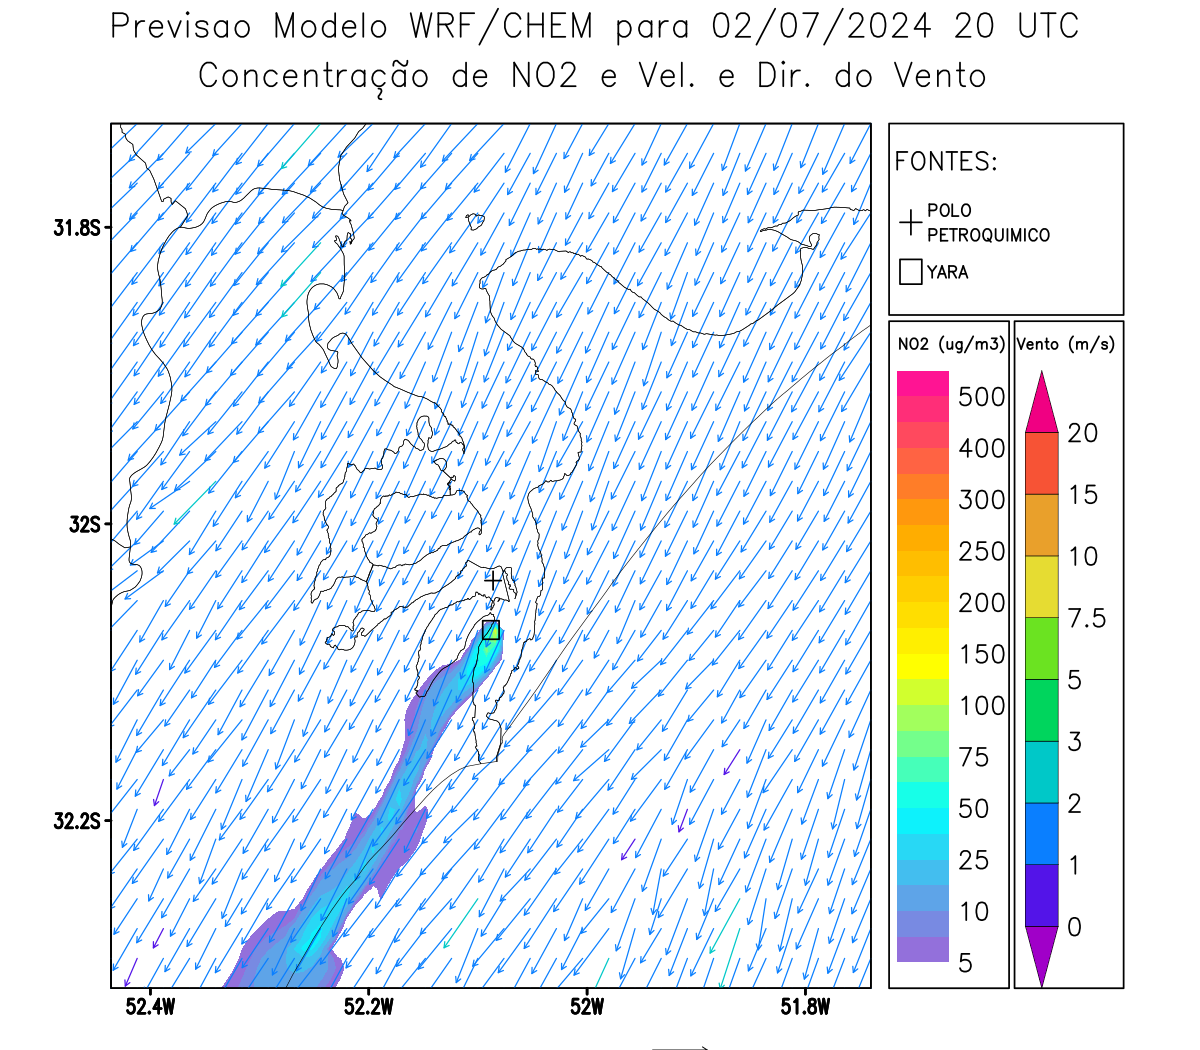 Previsao Modelo WRF/CHEM para 02/07/2024 20 UTC
Concentração de NO2 e Vel. e Dir. do Vento
FONTES:
POLO
PETROQUIMICO
YARA
NO2 (ug/m3)
500
400
300
250
200
150
100
75
50
25
10
5
Vento (m/s)
20
15
10
7.5
5
3
2
1
0
31.8S
32S
32.2S
52.4W
52.2W
52W
51.8W